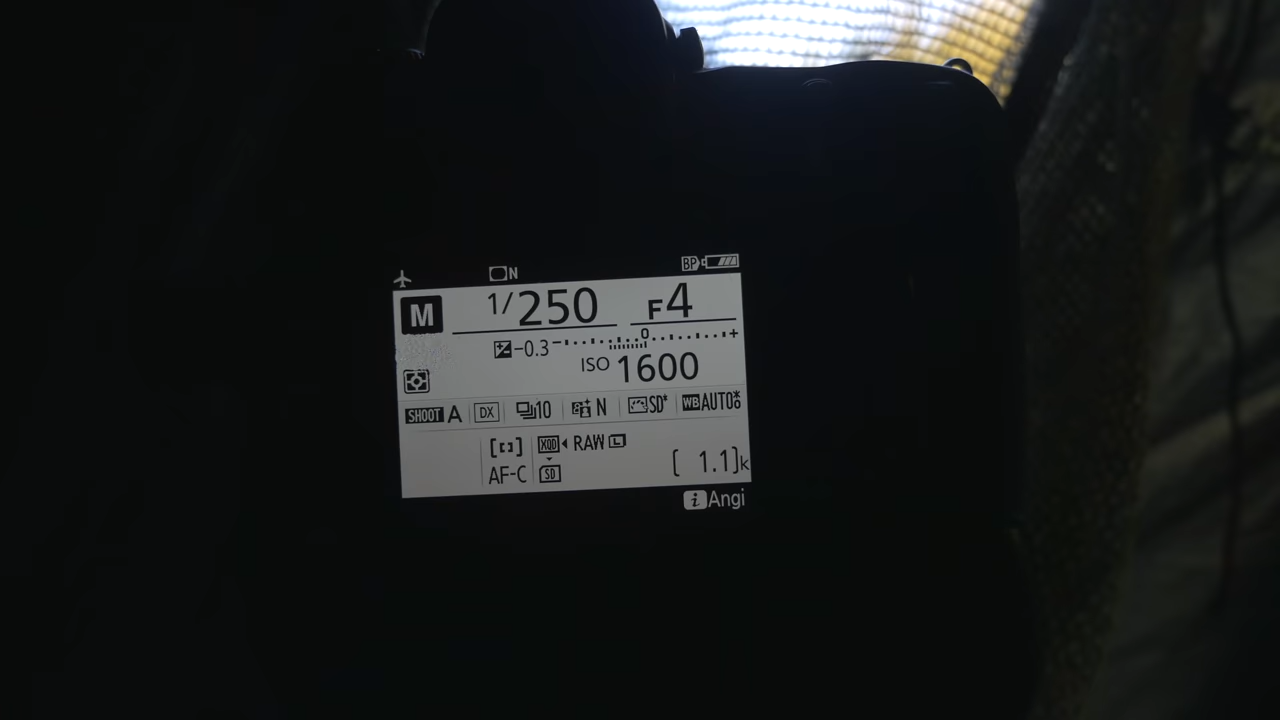 N BP
M 1/250 F4
-0.3 0 +
ISO 1600
SHOOT A DX 10 N SD* WB AUTO
XQD RAW L
AF-C SD [ 1.1]k
i Angi